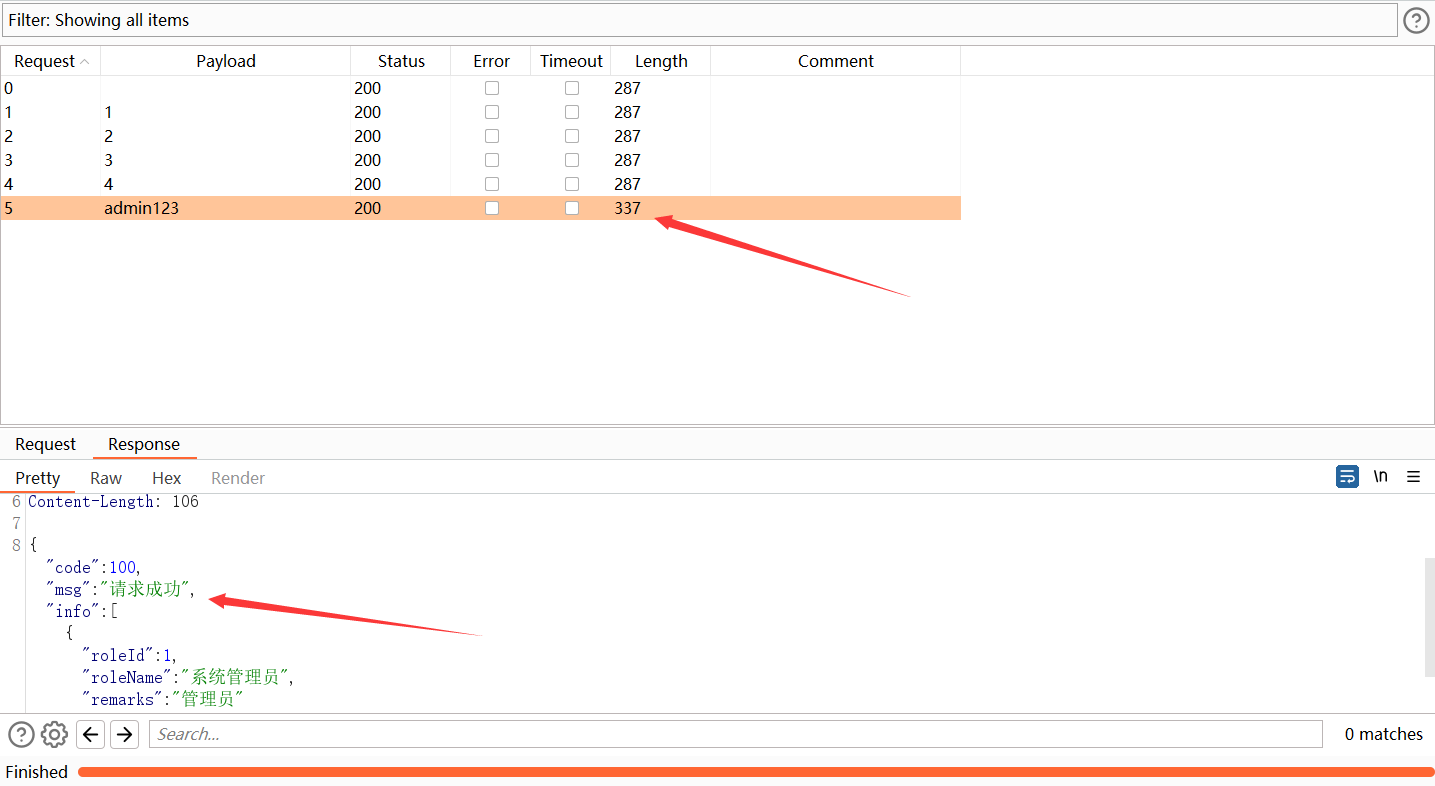 Filter: Showing all items
Request Payload Status Error Timeout Length Comment
0 200 287
1 1 200 287
2 2 200 287
3 3 200 287
4 4 200 287
5 admin123 200 337
Request Response
Pretty Raw Hex Render \n
6 Content-Length: 106
7
8 {
"code":100,
"msg":"请求成功",
"info":[
{
"roleId":1,
"roleName":"系统管理员",
"remarks":"管理员"
Search... 0 matches
Finished